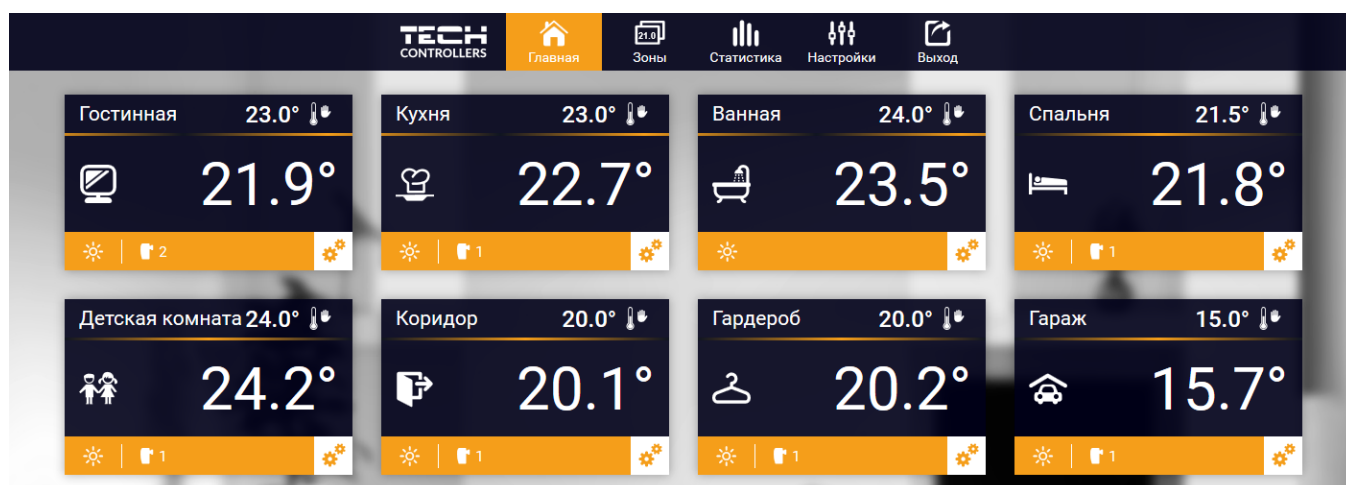 TECH
CONTROLLERS
Главная
21.0
Зоны
Статистика
Настройки
Выход
Гостинная 23.0°
21.9°
2
Кухня 23.0°
22.7°
1
Ванная 24.0°
23.5°
Спальня 21.5°
21.8°
1
Детская комната 24.0°
24.2°
1
Коридор 20.0°
20.1°
1
Гардероб 20.0°
20.2°
1
Гараж 15.0°
15.7°
1